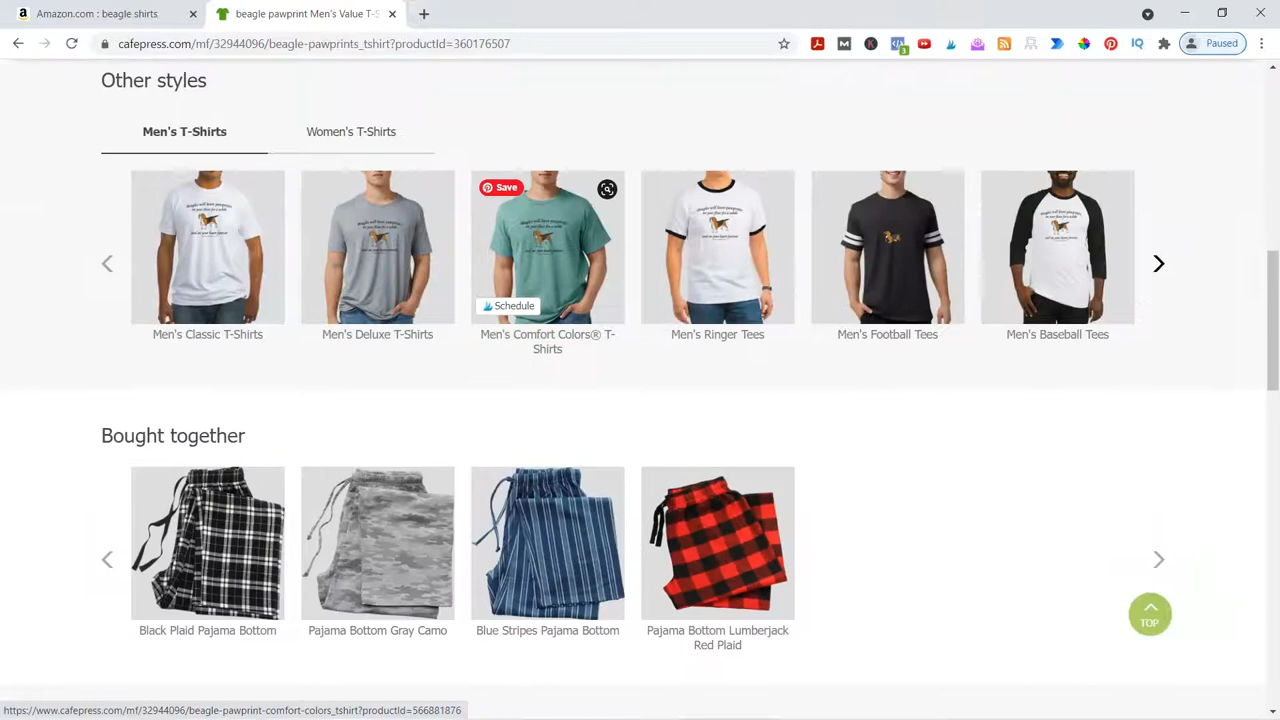 Amazon.com : beagle shirts
beagle pawprint Men's Value T-S
cafepress.com/mf/32944096/beagle-pawprints_tshirt?productId=360176507
3
IQ
Paused
Other styles
Men's T-Shirts
Women's T-Shirts
Save
Schedule
Men's Classic T-Shirts
Men's Deluxe T-Shirts
Men's Comfort Colors® T-
Shirts
Men's Ringer Tees
Men's Football Tees
Men's Baseball Tees
Bought together
Black Plaid Pajama Bottom
Pajama Bottom Gray Camo
Blue Stripes Pajama Bottom
Pajama Bottom Lumberjack
Red Plaid
TOP
https://www.cafepress.com/mf/32944096/beagle-pawprint-comfort-colors_tshirt?productId=566881876